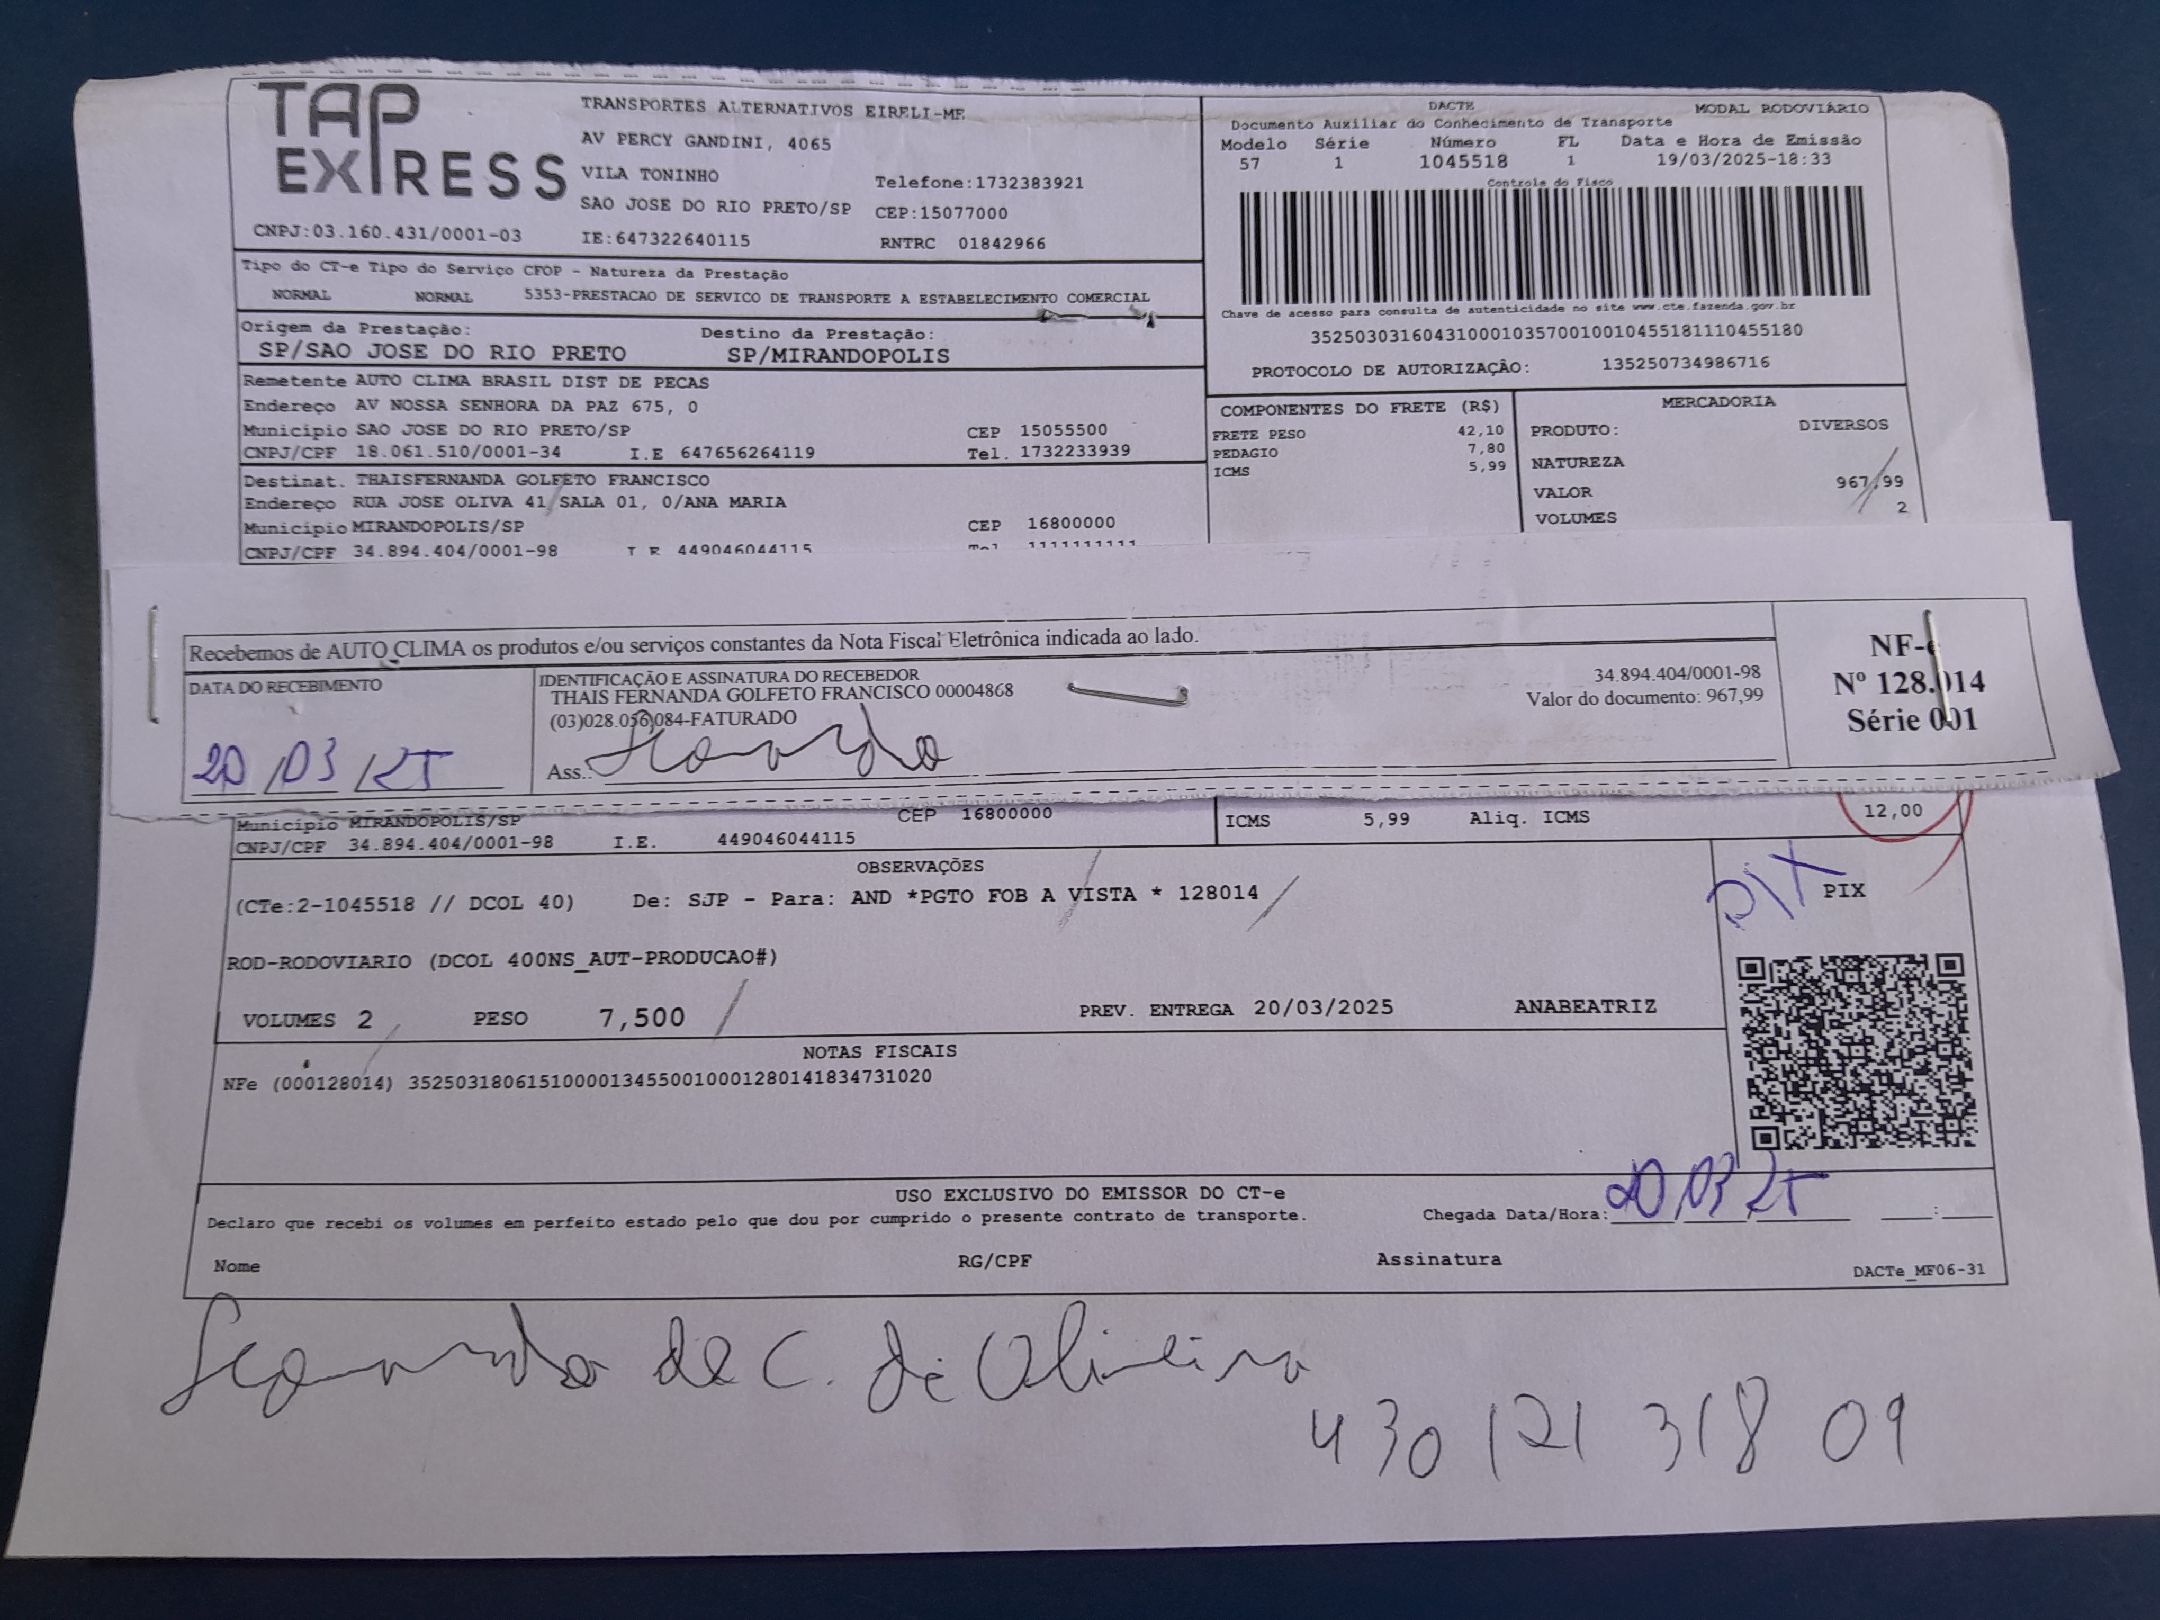 TAP EXPRESS
TRANSPORTES ALTERNATIVOS EIRELI-ME
AV PERCY GANDINI, 4065
VILA TONINHO Telefone:1732383921
SAO JOSE DO RIO PRETO/SP CEP:15077000
CNPJ:03.160.431/0001-03 IE:647322640115 RNTRC 01842966
DACTE MODAL RODOVIÁRIO
Documento Auxiliar do Conhecimento de Transporte
Modelo Série Número FL Data e Hora de Emissão
57 1 1045518 1 19/03/2025-18:33
Controle do Fisco
Chave de acesso para consulta de autenticidade no site www.cte.fazenda.gov.br
35250303160431000103570010010455181110455180
PROTOCOLO DE AUTORIZAÇÃO: 135250734986716
Tipo do CT-e Tipo do Serviço CFOP - Natureza da Prestação
NORMAL NORMAL 5353-PRESTACAO DE SERVICO DE TRANSPORTE A ESTABELECIMENTO COMERCIAL
Origem da Prestação: Destino da Prestação:
SP/SAO JOSE DO RIO PRETO SP/MIRANDOPOLIS
Remetente AUTO CLIMA BRASIL DIST DE PECAS
Endereço AV NOSSA SENHORA DA PAZ 675, 0
Município SAO JOSE DO RIO PRETO/SP CEP 15055500
CNPJ/CPF 18.061.510/0001-34 I.E 647656264119 Tel. 1732233939
Destinat. THAISFERNANDA GOLFETO FRANCISCO
Endereço RUA JOSE OLIVA 41 SALA 01, 0/ANA MARIA
Município MIRANDOPOLIS/SP CEP 16800000
CNPJ/CPF 34.894.404/0001-98 I E 449046044115 Tel 1111111111
COMPONENTES DO FRETE (R$)
FRETE PESO 42,10
PEDAGIO 7,80
ICMS 5,99
MERCADORIA
PRODUTO: DIVERSOS
NATUREZA
VALOR 967,99
VOLUMES 2
Recebemos de AUTO CLIMA os produtos e/ou serviços constantes da Nota Fiscal Eletrônica indicada ao lado.
DATA DO RECEBIMENTO
20/03/25
IDENTIFICAÇÃO E ASSINATURA DO RECEBEDOR
THAIS FERNANDA GOLFETO FRANCISCO 00004868
(03)028.056.084-FATURADO
Ass.:
34.894.404/0001-98
Valor do documento: 967,99
NF-e
Nº 128.014
Série 001
Município MIRANDOPOLIS/SP CEP 16800000
CNPJ/CPF 34.894.404/0001-98 I.E. 449046044115
ICMS 5,99 Aliq. ICMS 12,00
OBSERVAÇÕES
(CTe:2-1045518 // DCOL 40) De: SJP - Para: AND *PGTO FOB A VISTA * 128014
ROD-RODOVIARIO (DCOL 400NS_AUT-PRODUCAO#)
VOLUMES 2 PESO 7,500 PREV. ENTREGA 20/03/2025 ANABEATRIZ
PIX
PIX
NOTAS FISCAIS
NFe (000128014) 35250318061510000134550010001280141834731020
USO EXCLUSIVO DO EMISSOR DO CT-e
Declaro que recebi os volumes em perfeito estado pelo que dou por cumprido o presente contrato de transporte. Chegada Data/Hora: 20 03 25 :
Nome RG/CPF Assinatura DACTe_MF06-31
de C. de Oliveira
430 121 318 09